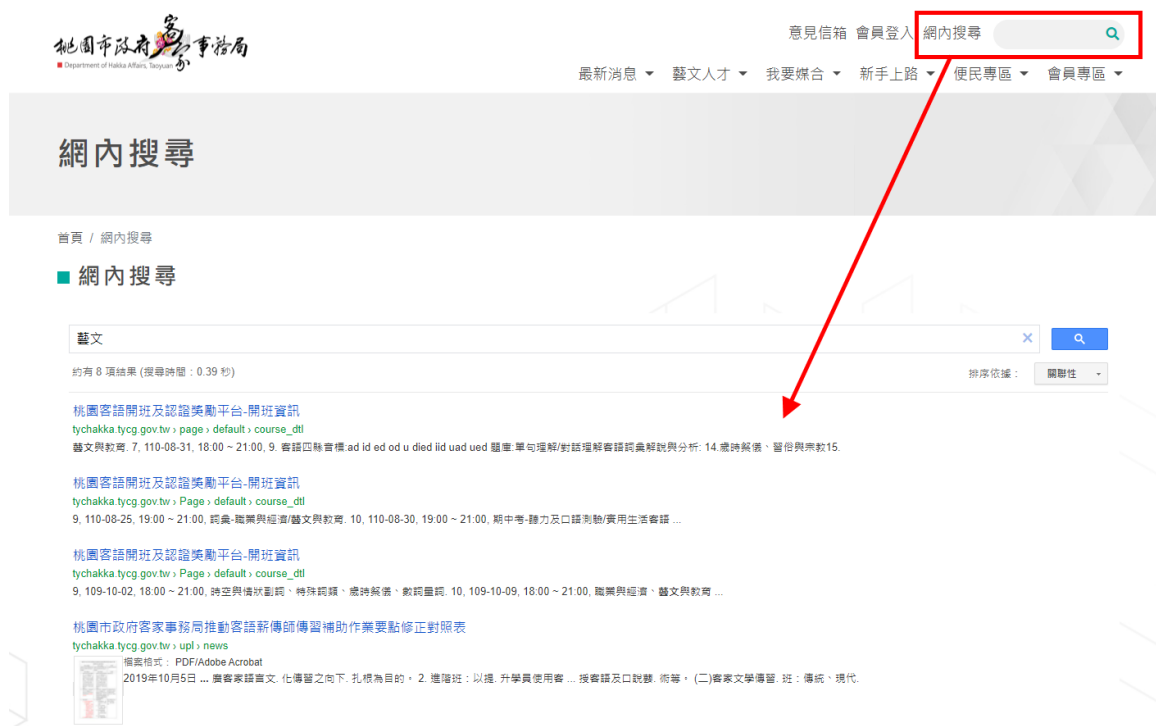 桃園市政府客家事務局
Department of Hakka Affairs, Taoyuan
意見信箱 會員登入 網內搜尋
最新消息 藝文人才 我要媒合 新手上路 便民專區 會員專區
網內搜尋
首頁 / 網內搜尋
網內搜尋
藝文
約有 8 項結果 (搜尋時間：0.39 秒)
排序依據： 關聯性
桃園客語開班及認證獎勵平台-開班資訊
tychakka.tycg.gov.tw › page › default › course_dtl
藝文與教育. 7, 110-08-31, 18:00 ~ 21:00, 9. 客語四縣音標:ad id ed od u died iid uad ued 題庫:單句理解/對話理解客語詞彙解說與分析: 14.歲時祭儀、習俗與宗教15.
桃園客語開班及認證獎勵平台-開班資訊
tychakka.tycg.gov.tw › Page › default › course_dtl
9, 110-08-25, 19:00 ~ 21:00, 詞彙-職業與經濟/藝文與教育. 10, 110-08-30, 19:00 ~ 21:00, 期中考-聽力及口語測驗/實用生活客語 ...
桃園客語開班及認證獎勵平台-開班資訊
tychakka.tycg.gov.tw › Page › default › course_dtl
9, 109-10-02, 18:00 ~ 21:00, 時空與情狀副詞、特殊詞類、歲時祭儀、數詞量詞. 10, 109-10-09, 18:00 ~ 21:00, 職業與經濟、藝文與教育 ...
桃園市政府客家事務局推動客語薪傳師傳習補助作業要點修正對照表
tychakka.tycg.gov.tw › upl › news
檔案格式： PDF/Adobe Acrobat
2019年10月5日 ... 廣客家語言文. 化傳習之向下. 扎根為目的。 2. 進階班：以提. 升學員使用客 ... 授客語及口說藝. 術等。 (二)客家文學傳習. 班：傳統、現代.